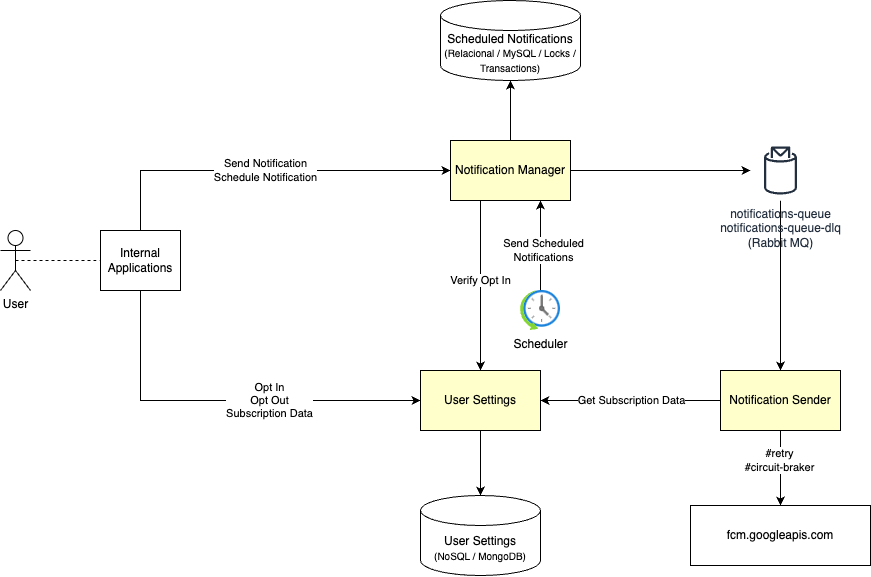 Scheduled Notifications
(Relacional / MySQL / Locks /
Transactions)
Send Notification
Schedule Notification
Notification Manager
notifications-queue
notifications-queue-dlq
(Rabbit MQ)
Internal
Applications
User
Send Scheduled
Notifications
Verify Opt In
Scheduler
Opt In
Opt Out
Subscription Data
User Settings
Get Subscription Data
Notification Sender
#retry
#circuit-braker
User Settings
(NoSQL / MongoDB)
fcm.googleapis.com